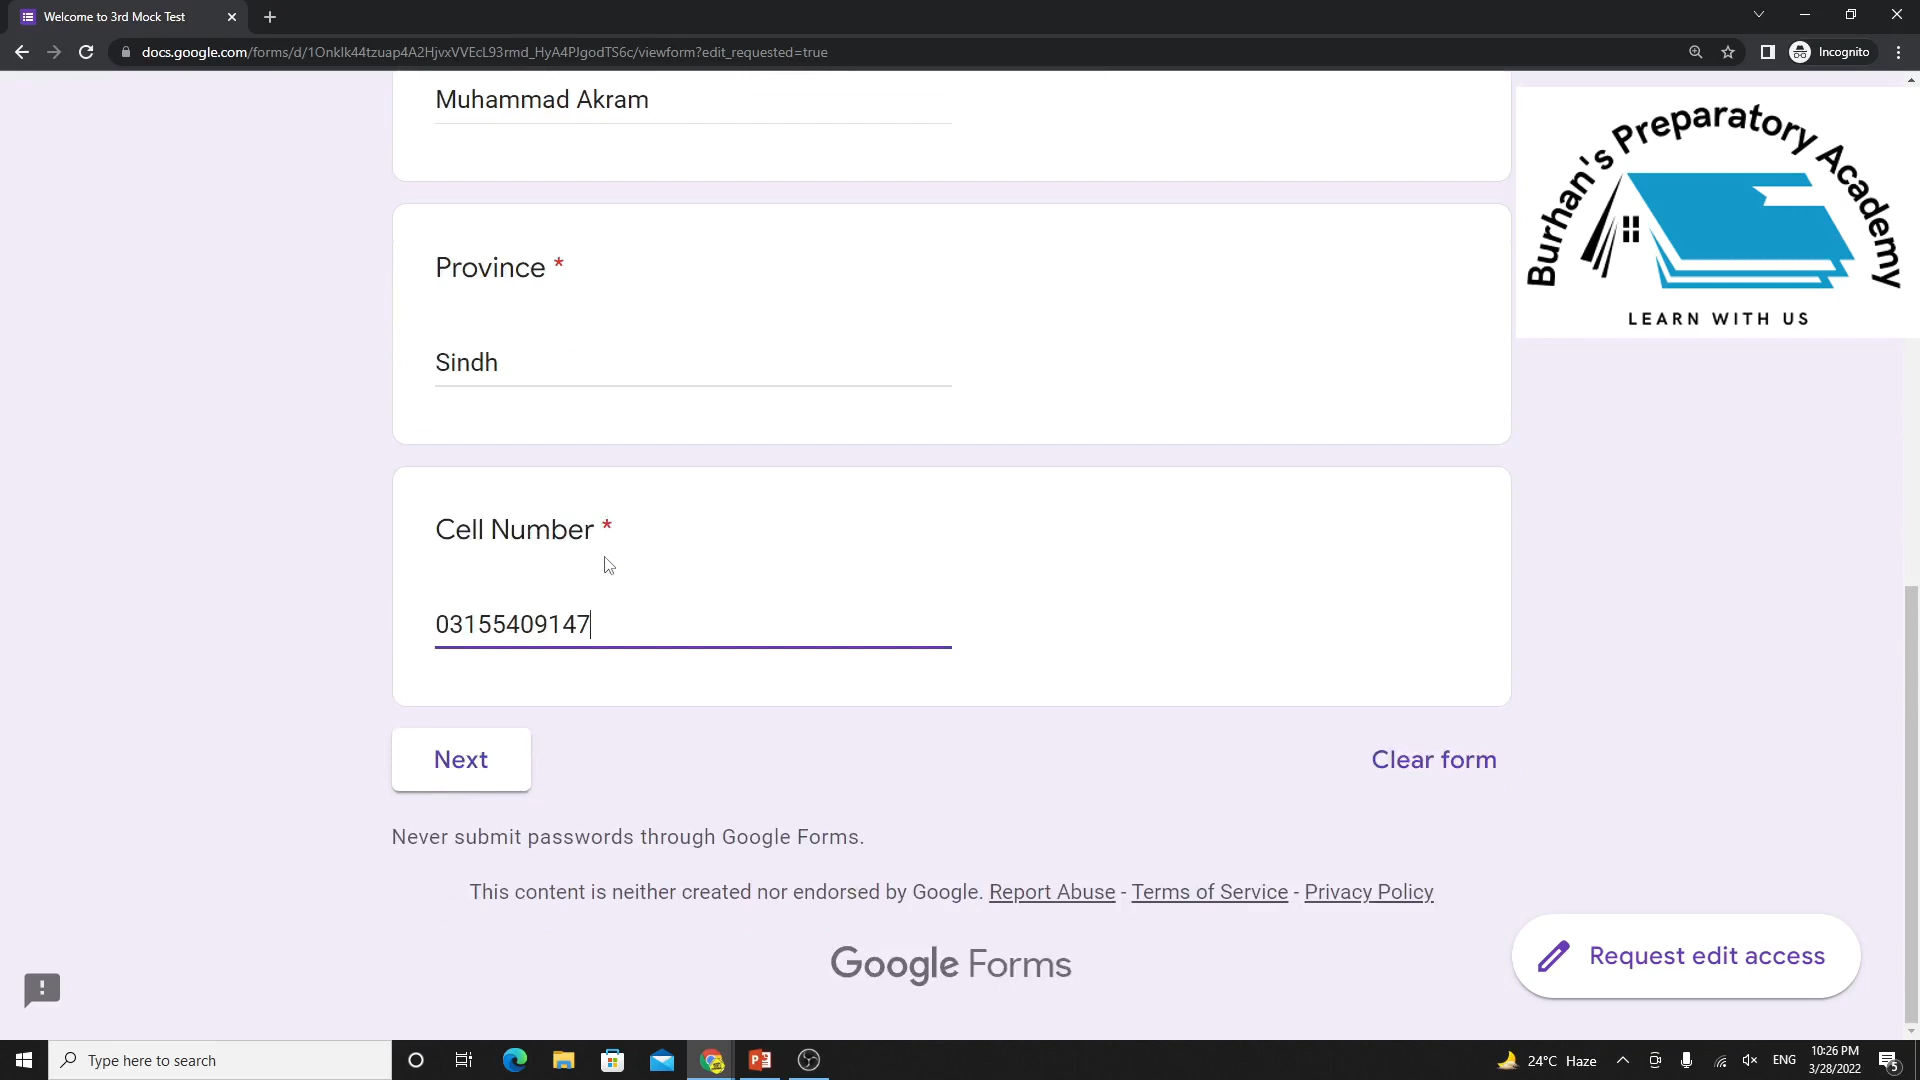 Welcome to 3rd Mock Test
docs.google.com/forms/d/1Onklk44tzuap4A2HjvxVVEcL93rmd_HyA4PJgodTS6c/viewform?edit_requested=true
Incognito
Muhammad Akram
Burhan's Preparatory Academy
LEARN WITH US
Province *
Sindh
Cell Number *
03155409147
Next
Clear form
Never submit passwords through Google Forms.
This content is neither created nor endorsed by Google. Report Abuse - Terms of Service - Privacy Policy
Google Forms
Request edit access
Type here to search
24°C Haze
ENG
10:26 PM
3/28/2022
5